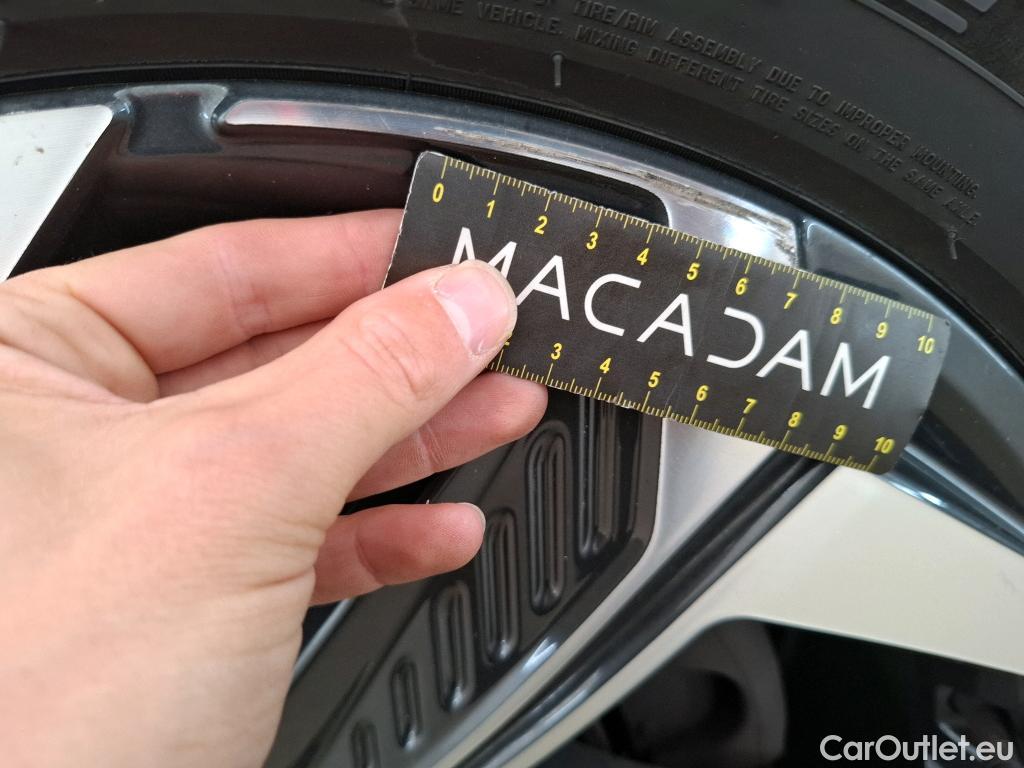 TIRE/RIM ASSEMBLY DUE TO IMPROPER MOUNTING
SAME VEHICLE. MIXING DIFFERENT TIRE SIZES ON THE SAME AXLE
0 1 2 3 4 5 6 7 8 9 10
MACADAM
3 4 5 6 7 8 9 10
CarOutlet.eu